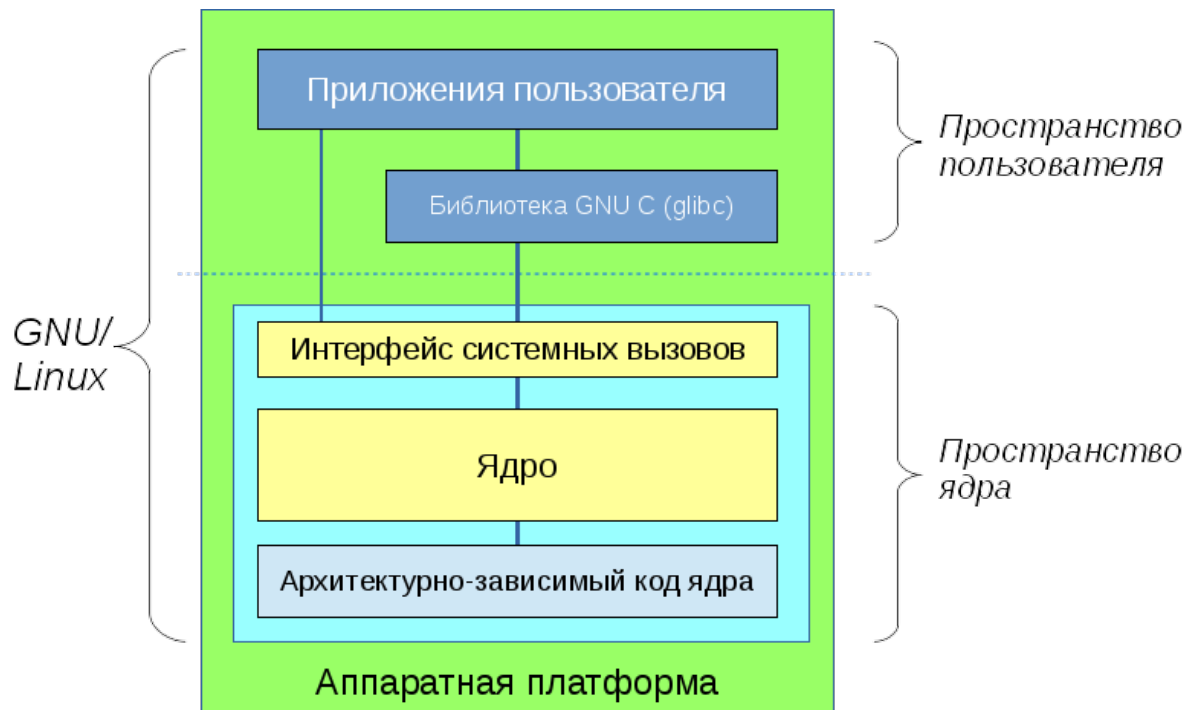 Приложения пользователя
Пространство
пользователя
Библиотека GNU C (glibc)
GNU/
Linux
Интерфейс системных вызовов
Ядро
Пространство
ядра
Архитектурно-зависимый код ядра
Аппаратная платформа